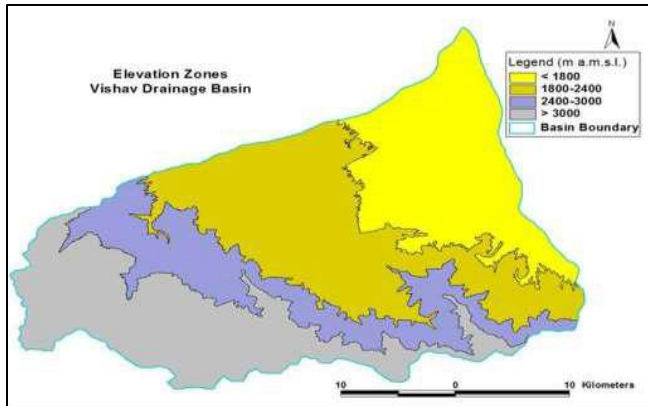 Elevation Zones
Vishav Drainage Basin
N
Legend (m a.m.s.l.)
< 1800
1800-2400
2400-3000
> 3000
Basin Boundary
10 0 10 Kilometers